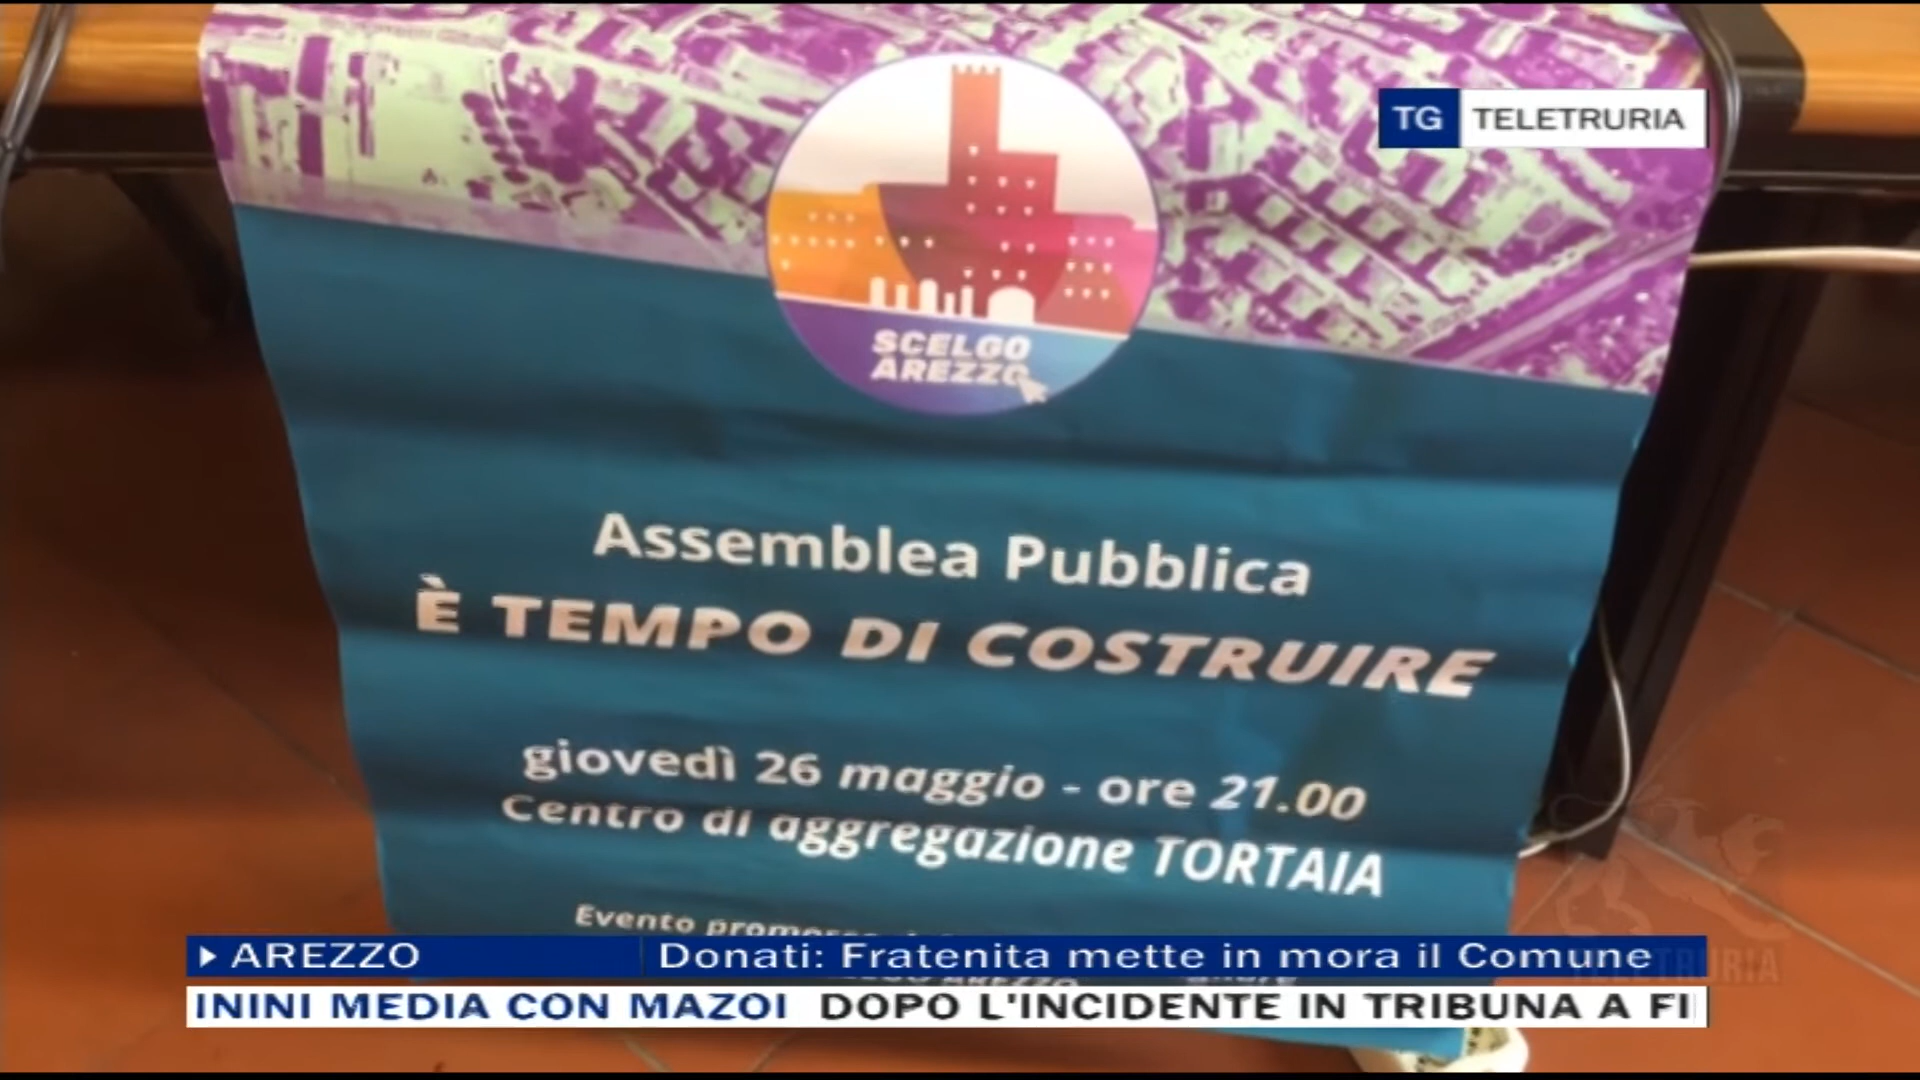 TG TELETRURIA
SCELGO
AREZZO
Assemblea Pubblica
È TEMPO DI COSTRUIRE
giovedì 26 maggio - ore 21.00
Centro di aggregazione TORTAIA
Evento
AREZZO Donati: Fratenita mette in mora il Comune
TELETRURIA
ININI MEDIA CON MAZOI DOPO L'INCIDENTE IN TRIBUNA A FI